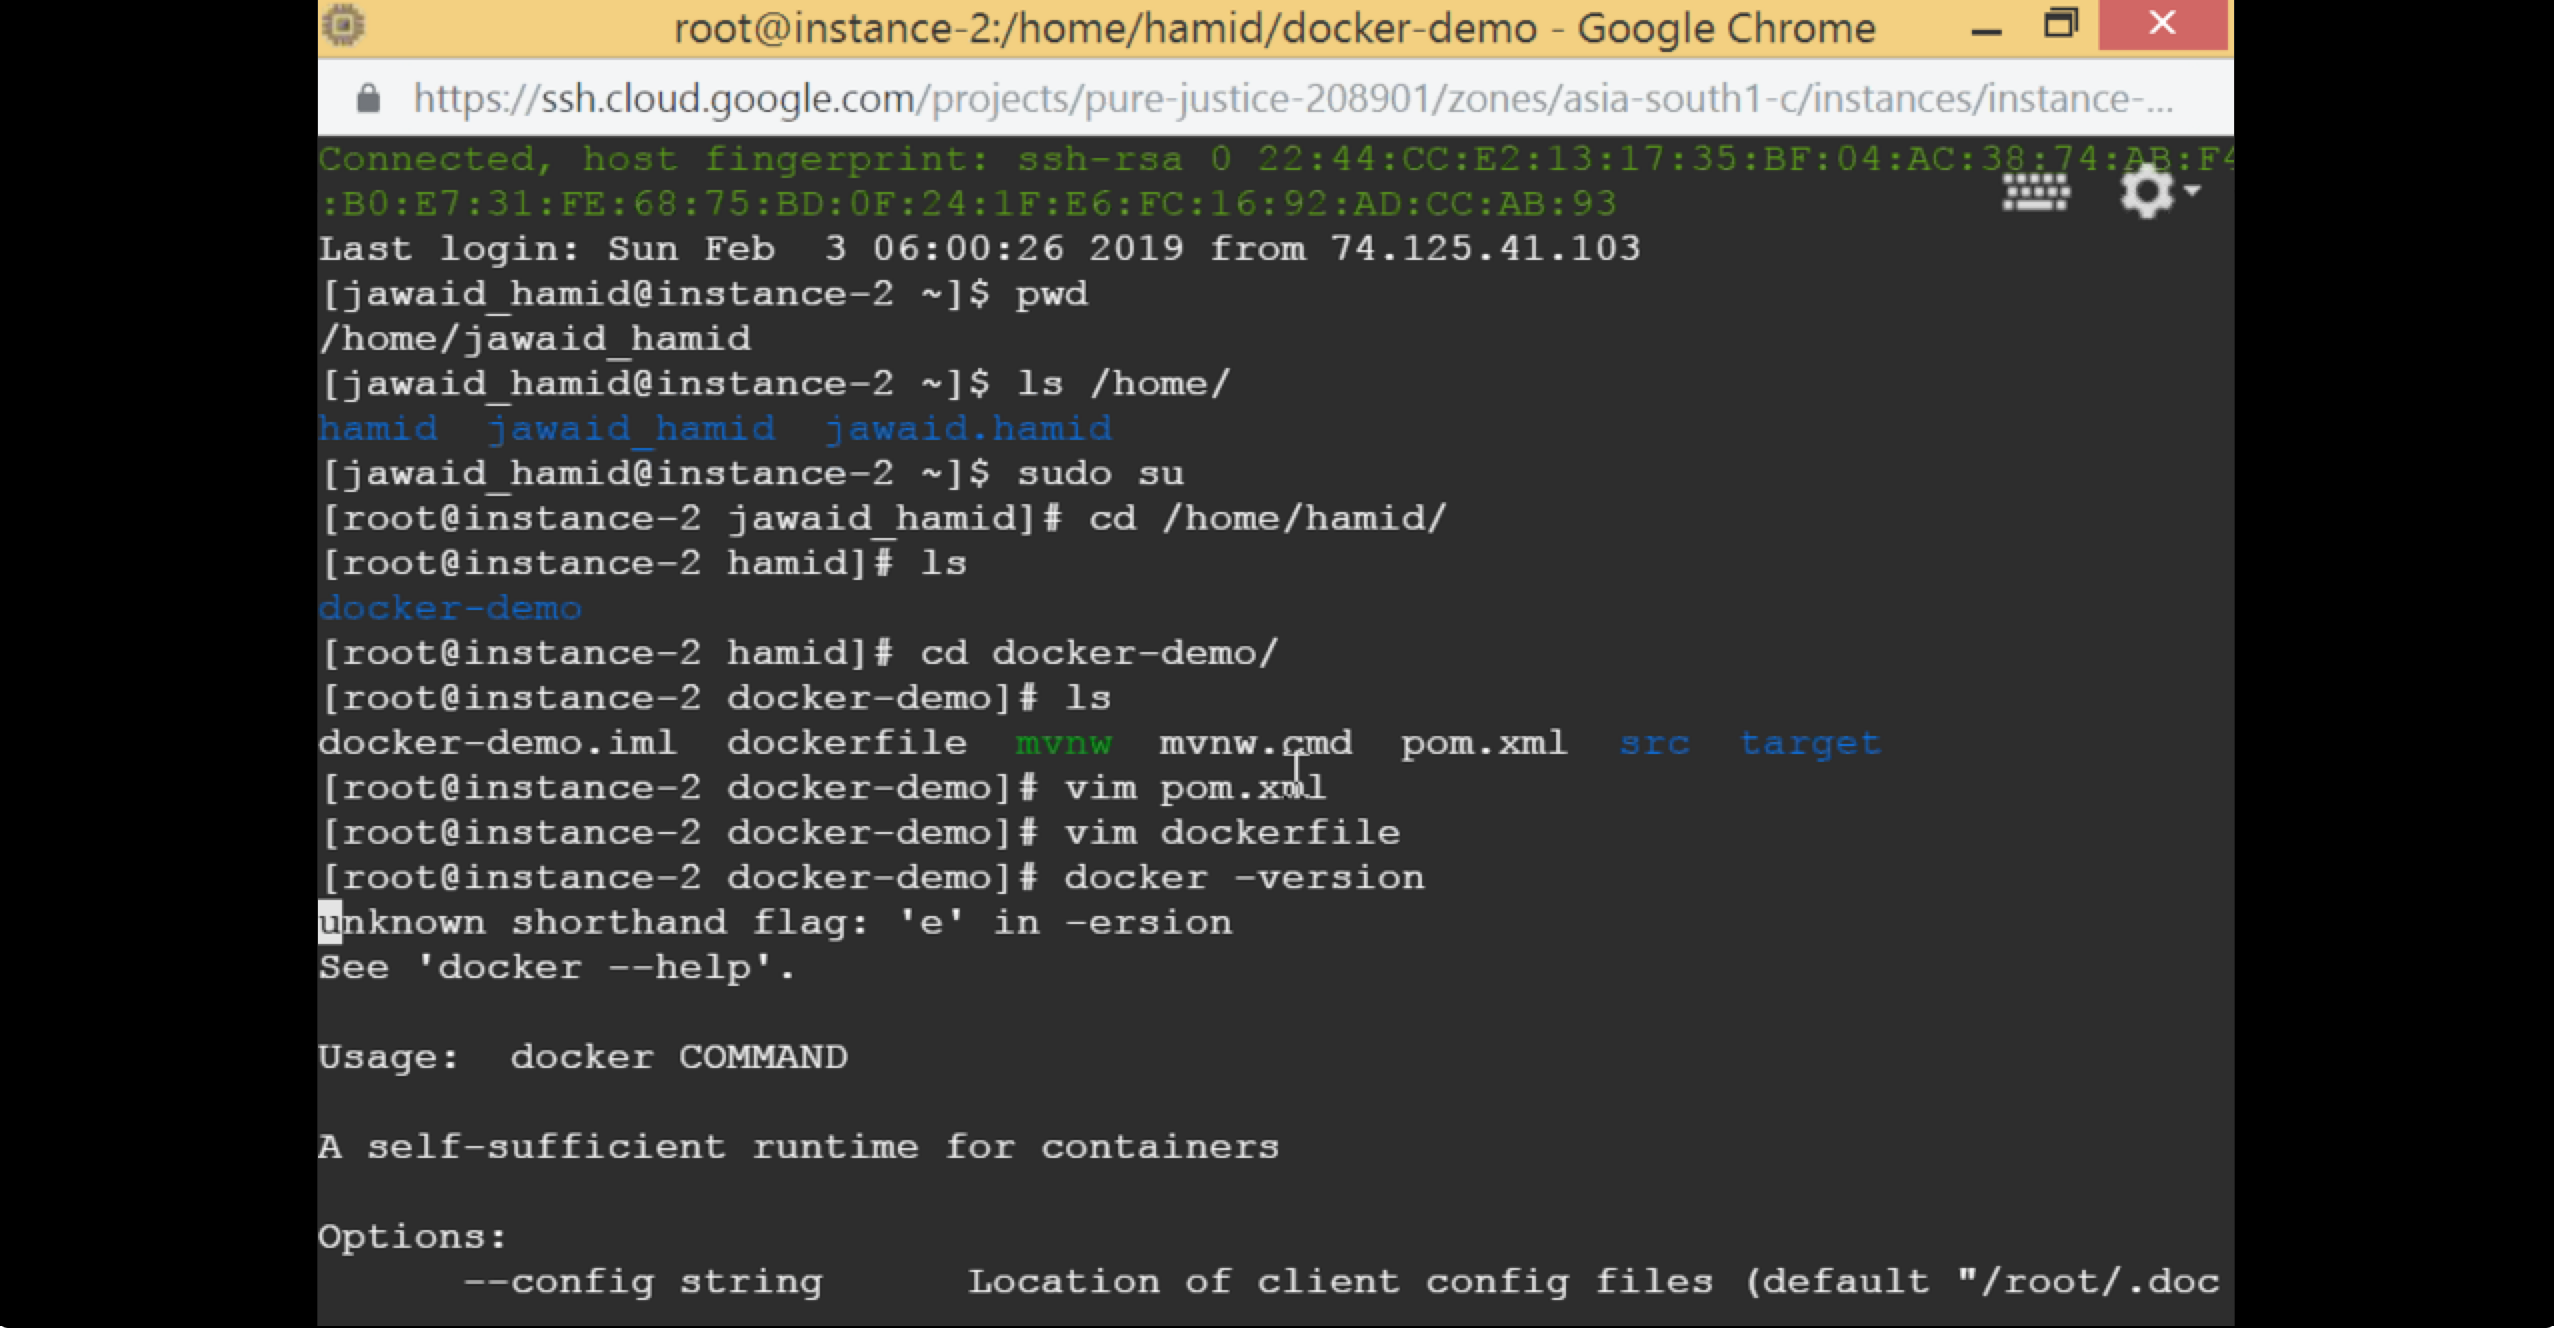 root@instance-2:/home/hamid/docker-demo - Google Chrome
https://ssh.cloud.google.com/projects/pure-justice-208901/zones/asia-south1-c/instances/instance-...
Connected, host fingerprint: ssh-rsa 0 22:44:CC:E2:13:17:35:BF:04:AC:38:74:AB:F4
:B0:E7:31:FE:68:75:BD:0F:24:1F:E6:FC:16:92:AD:CC:AB:93
Last login: Sun Feb  3 06:00:26 2019 from 74.125.41.103
[jawaid_hamid@instance-2 ~]$ pwd
/home/jawaid_hamid
[jawaid_hamid@instance-2 ~]$ ls /home/
hamid  jawaid_hamid  jawaid.hamid
[jawaid_hamid@instance-2 ~]$ sudo su
[root@instance-2 jawaid_hamid]# cd /home/hamid/
[root@instance-2 hamid]# ls
docker-demo
[root@instance-2 hamid]# cd docker-demo/
[root@instance-2 docker-demo]# ls
docker-demo.iml  dockerfile  mvnw  mvnw.cmd  pom.xml  src  target
[root@instance-2 docker-demo]# vim pom.xml
[root@instance-2 docker-demo]# vim dockerfile
[root@instance-2 docker-demo]# docker -version
unknown shorthand flag: 'e' in -ersion
See 'docker --help'.
Usage:  docker COMMAND
A self-sufficient runtime for containers
Options:
      --config string      Location of client config files (default "/root/.doc